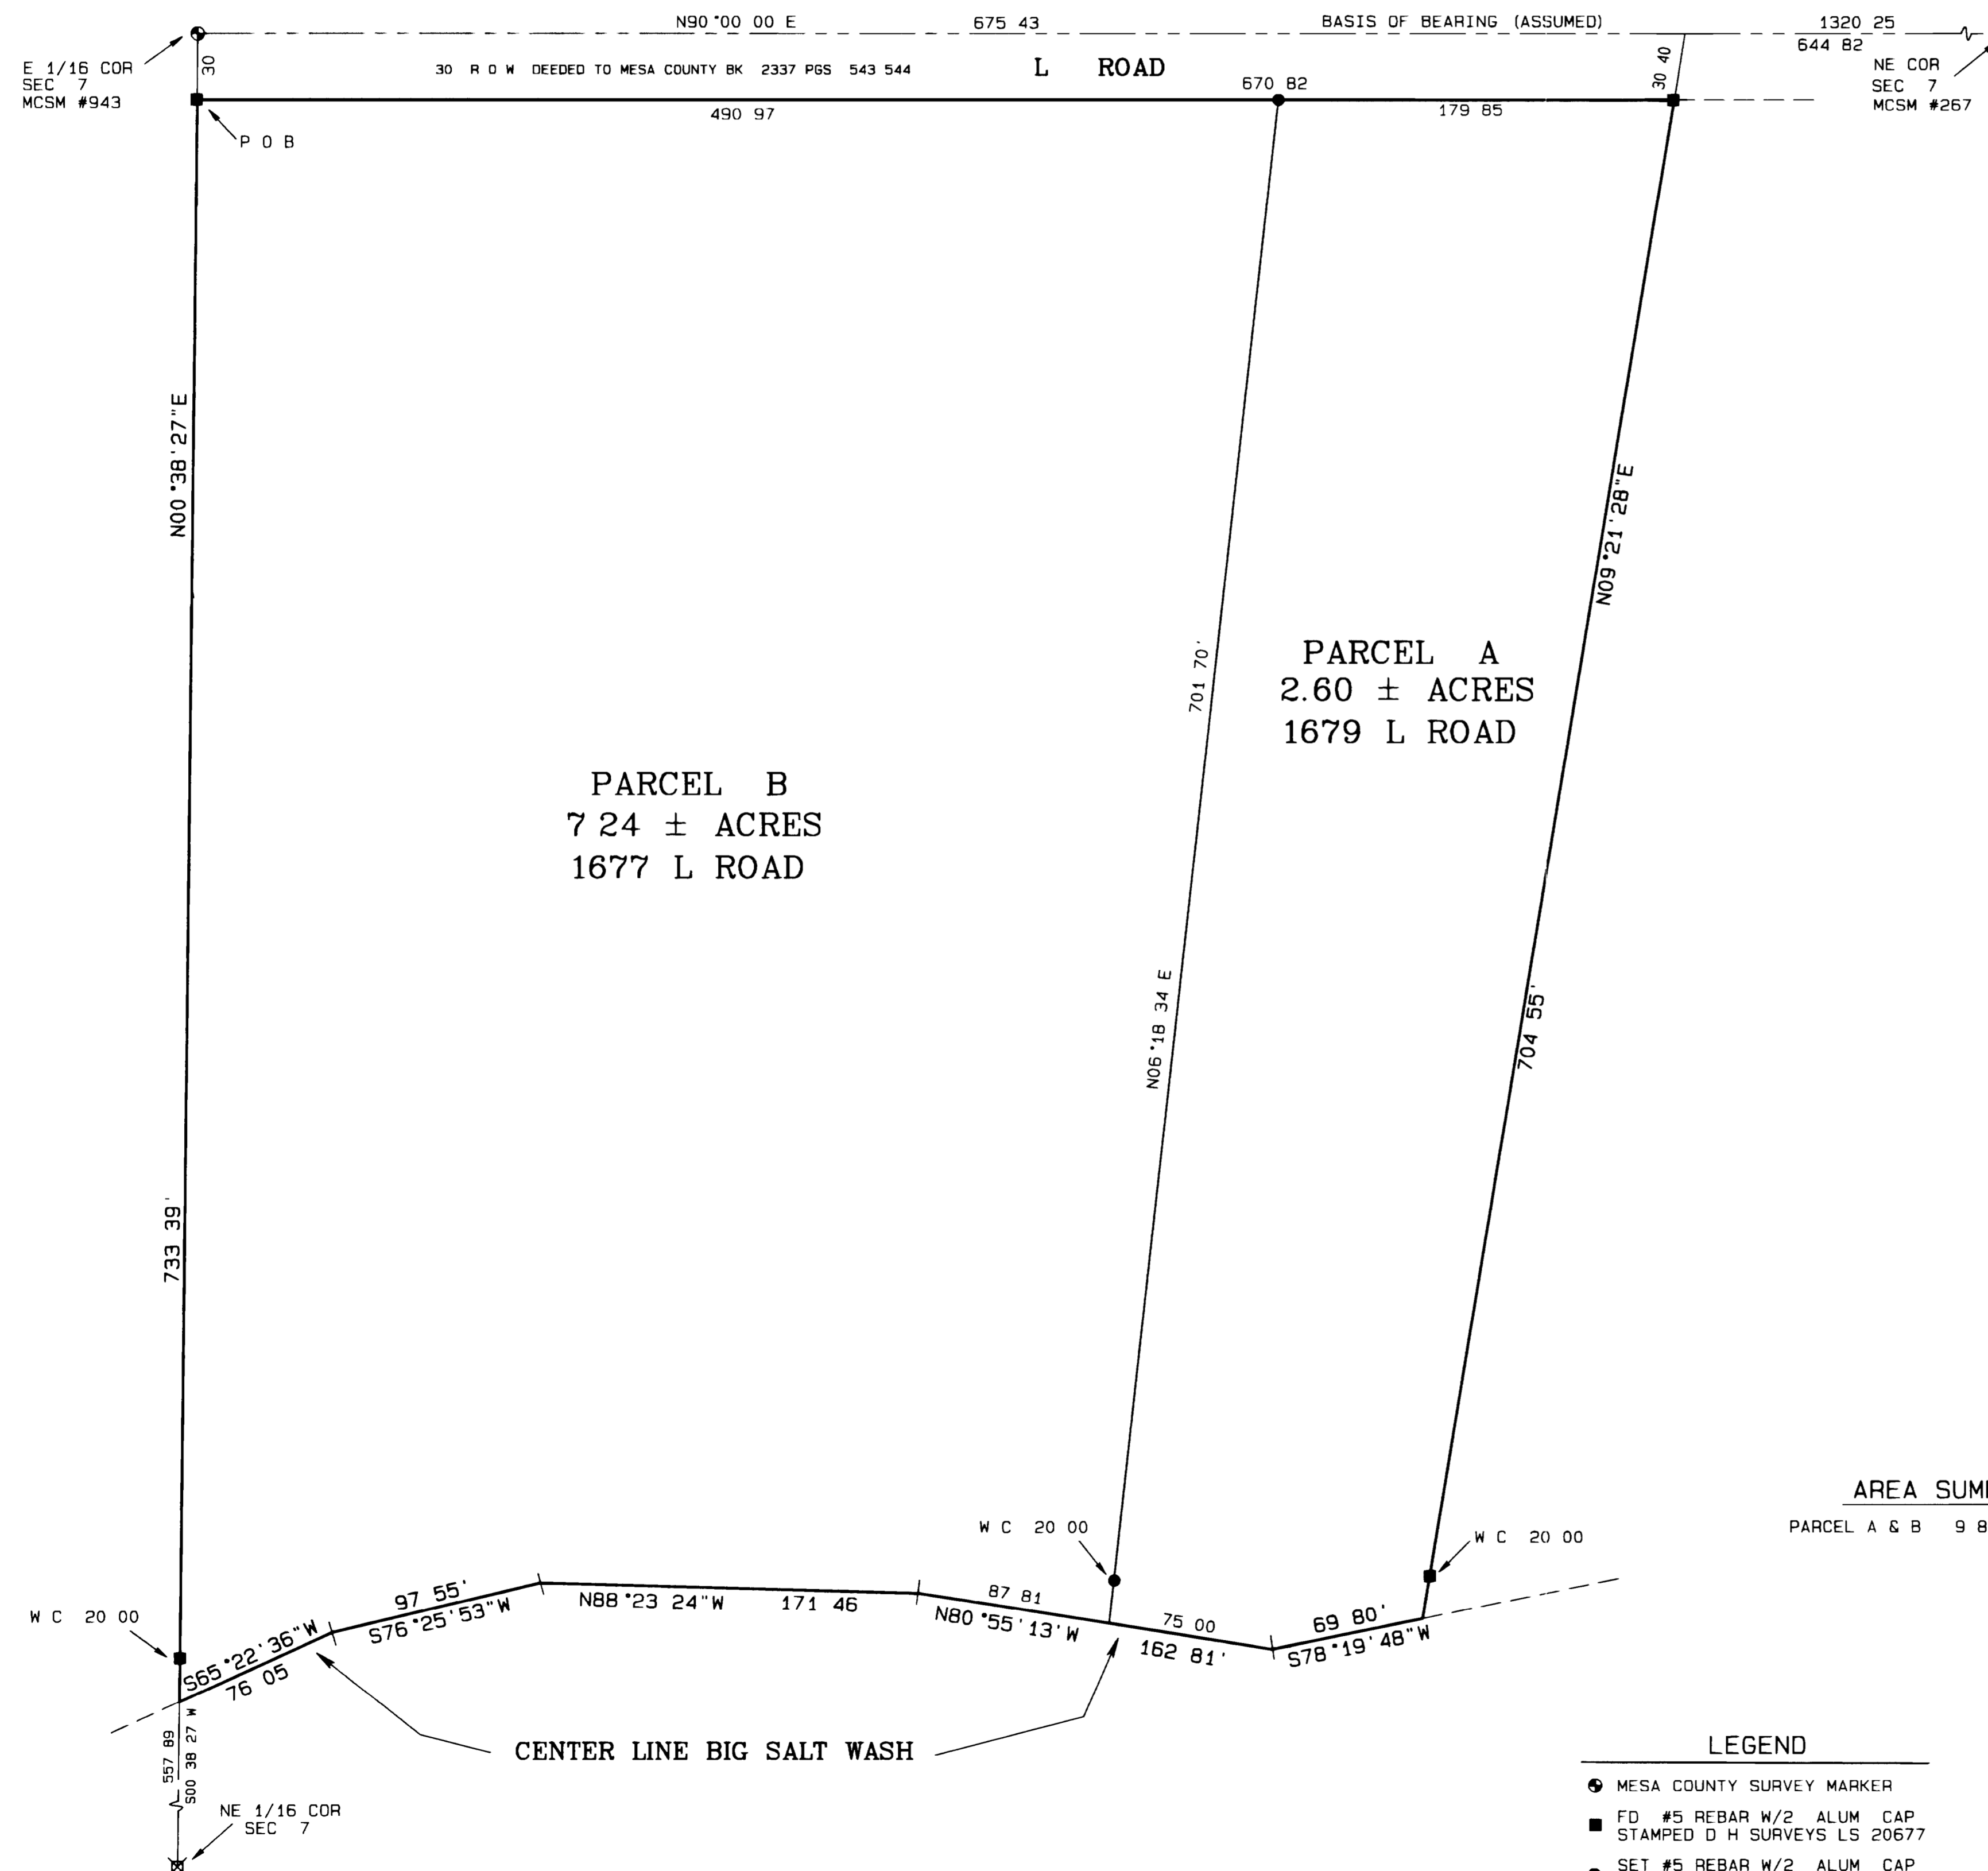 N90°00 00 E 675 43 BASIS OF BEARING (ASSUMED) 1320 25
644 82
E 1/16 COR
SEC 7
MCSM #943
30
30 R O W DEEDED TO MESA COUNTY BK 2337 PGS 543 544
L ROAD
30 40
NE COR
SEC 7
MCSM #267
670 82
490 97
179 85
P O B
N00°38'27"E
733 39'
N09°21'28"E
704 55'
701 70'
N06°18 34 E
PARCEL A
2.60 ± ACRES
1679 L ROAD
PARCEL B
7 24 ± ACRES
1677 L ROAD
AREA SUM
PARCEL A & B 9 8
W C 20 00
W C 20 00
W C 20 00
S65°22'36"W
76 05
97 55'
S76°25'53"W
N88°23 24"W 171 46
87 81
N80°55'13'W
75 00
162 81'
69 80'
S78°19'48"W
557 89
S00 38 27 W
CENTER LINE BIG SALT WASH
NE 1/16 COR
SEC 7
LEGEND
MESA COUNTY SURVEY MARKER
FD #5 REBAR W/2 ALUM CAP
STAMPED D H SURVEYS LS 20677
SET #5 REBAR W/2 ALUM CAP